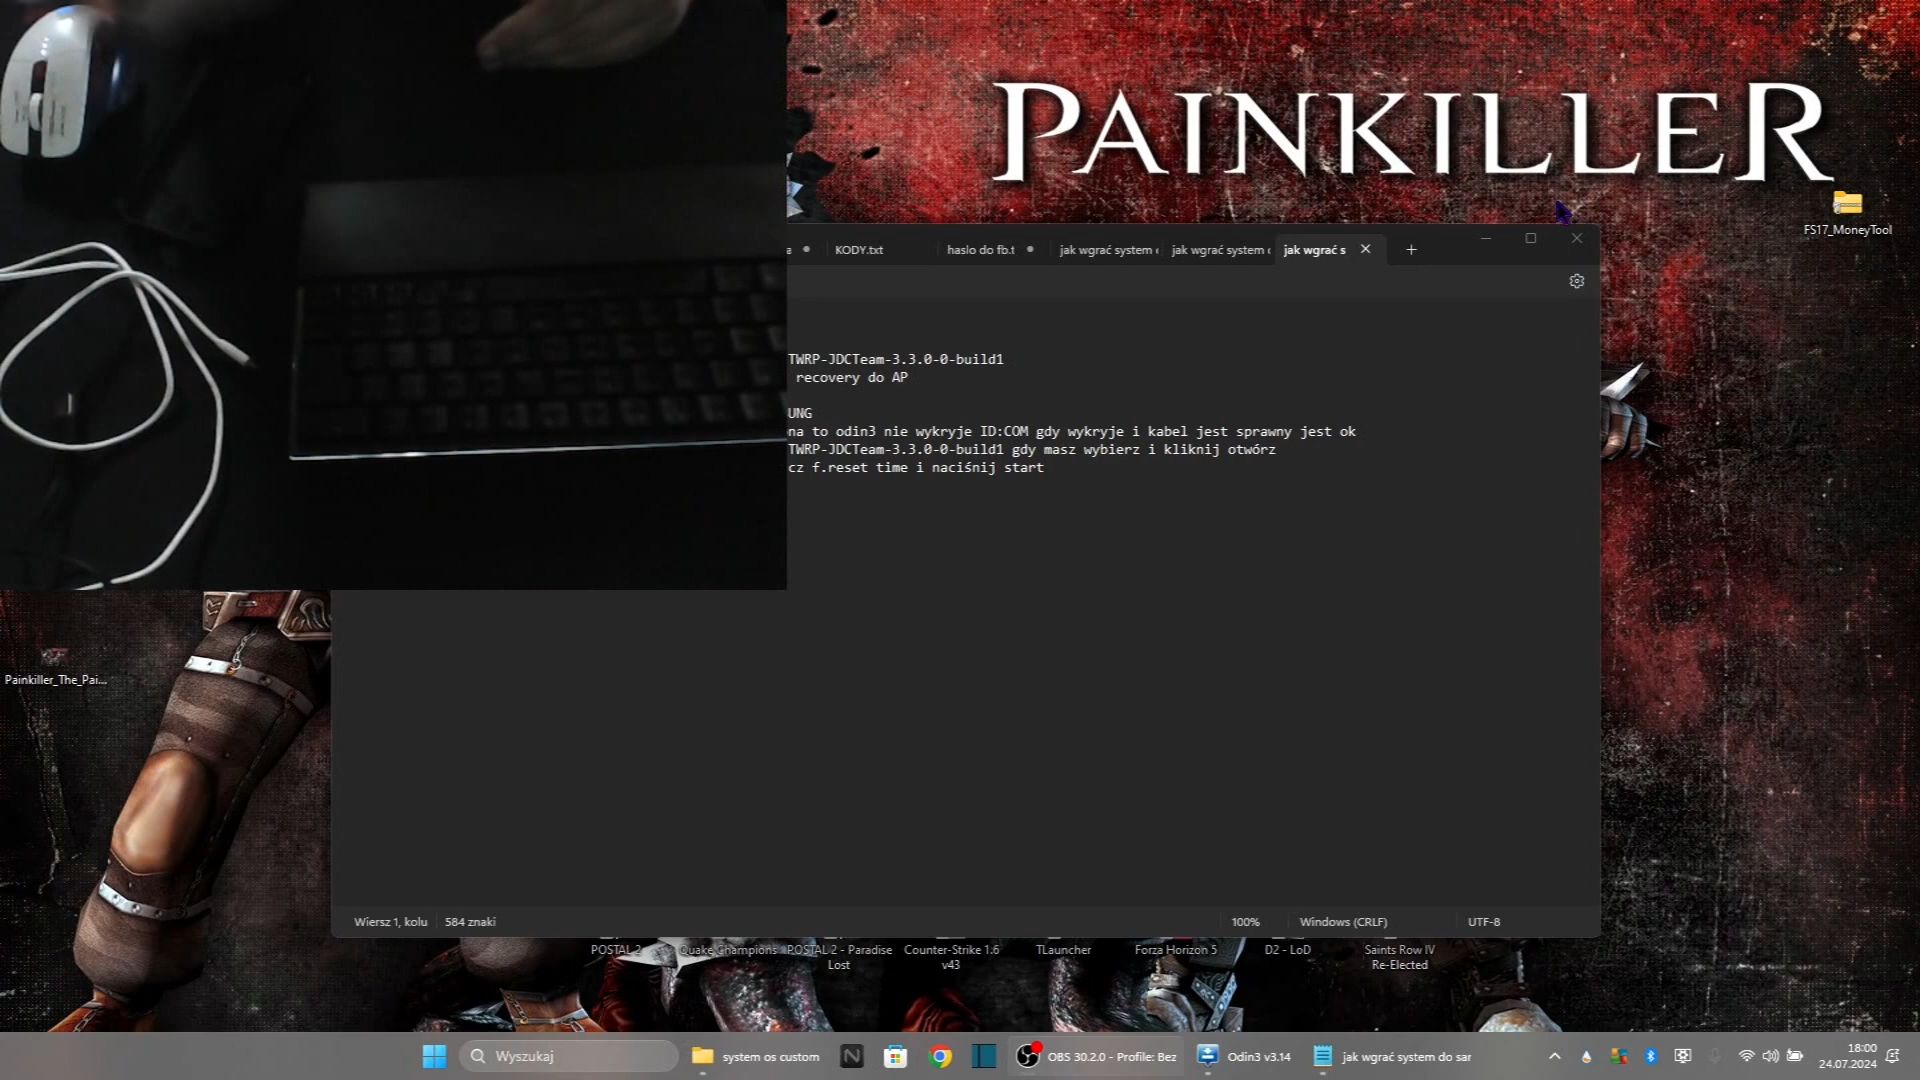 PAINKILLER
FS17_MoneyTool
KODY.txt
haslo do fb.t
jak wgrać system
jak wgrać system
jak wgrać s
TWRP-JDCTeam-3.3.0-0-build1
recovery do AP
UNG
na to odin3 nie wykryje ID:COM gdy wykryje i kabel jest sprawny jest ok
TWRP-JDCTeam-3.3.0-0-build1 gdy masz wybierz i kliknij otwórz
cz f.reset time i naciśnij start
Painkiller_The_Pai...
Wiersz 1, kolu
584 znaki
100%
Windows (CRLF)
UTF-8
POSTAL 2
Quake Champions
POSTAL 2 - Paradise
Lost
Counter-Strike 1.6
v43
TLauncher
Forza Horizon 5
D2 - LoD
Saints Row IV
Re-Elected
Wyszukaj
system os custom
OBS 30.2.0 - Profile: Bez
Odin3 v3.14
jak wgrać system do sar
18:00
24.07.2024